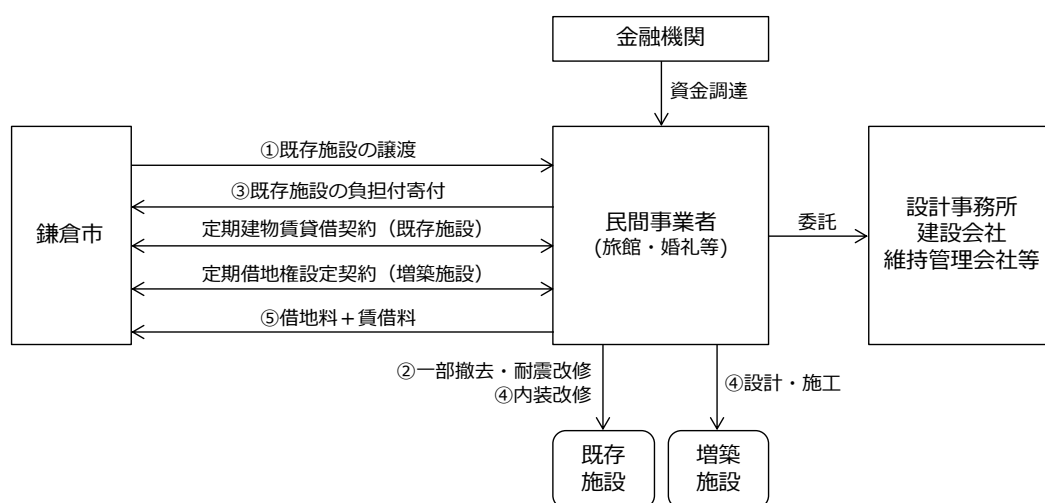 金融機関
資金調達
鎌倉市
①既存施設の譲渡
③既存施設の負担付寄付
定期建物賃貸借契約（既存施設）
定期借地権設定契約（増築施設）
⑤借地料＋賃借料
民間事業者
(旅館・婚礼等)
委託
設計事務所
建設会社
維持管理会社等
②一部撤去・耐震改修
④内装改修
④設計・施工
既存
施設
増築
施設